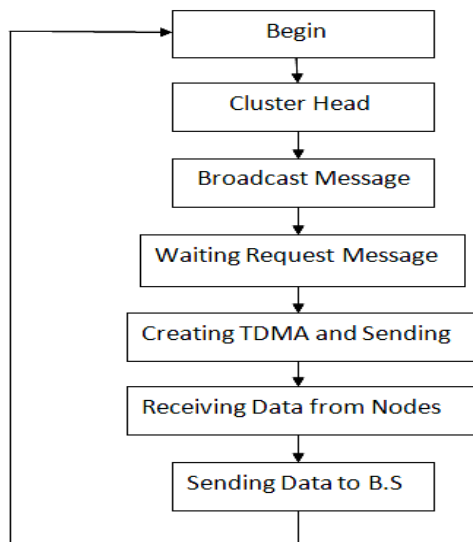 Begin
Cluster Head
Broadcast Message
Waiting Request Message
Creating TDMA and Sending
Receiving Data from Nodes
Sending Data to B.S